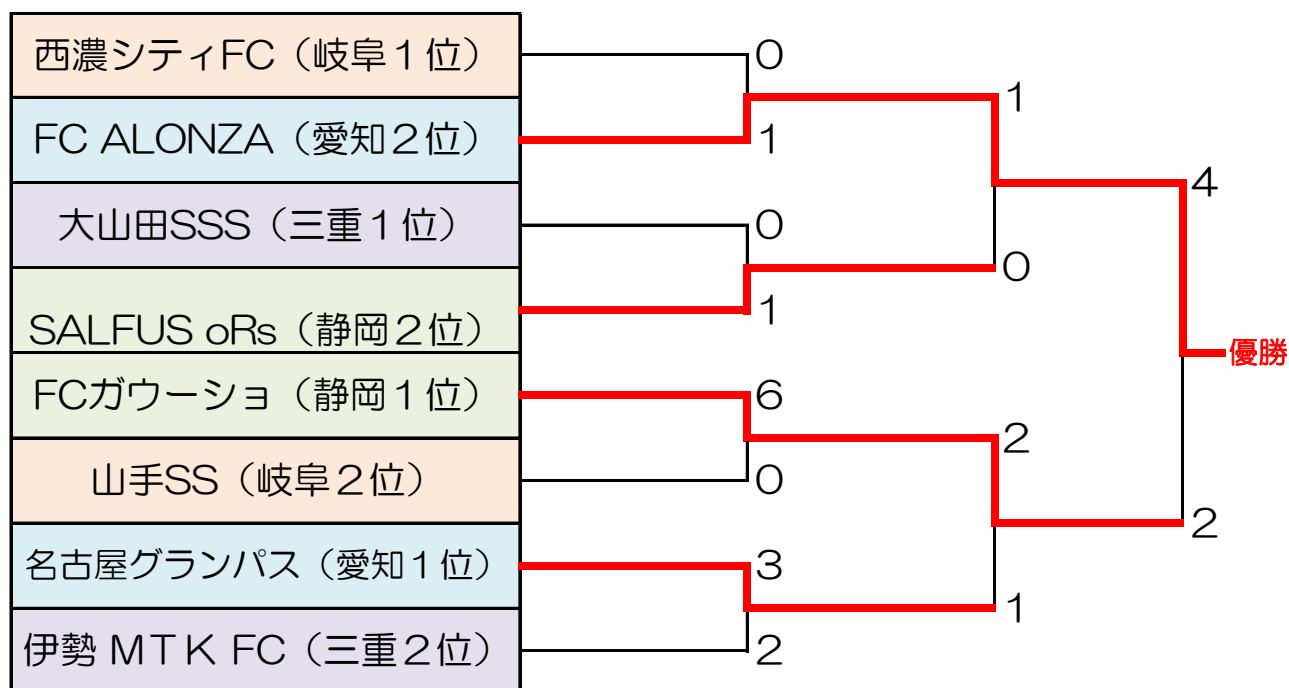 西濃シティFC（岐阜１位）
FC ALONZA（愛知２位）
大山田SSS（三重１位）
SALFUS oRs（静岡２位）
FCガウーショ（静岡１位）
山手SS（岐阜２位）
名古屋グランパス（愛知１位）
伊勢 ＭＴＫ FC（三重２位）
0
1
0
1
6
0
3
2
1
0
2
1
4
2
優勝